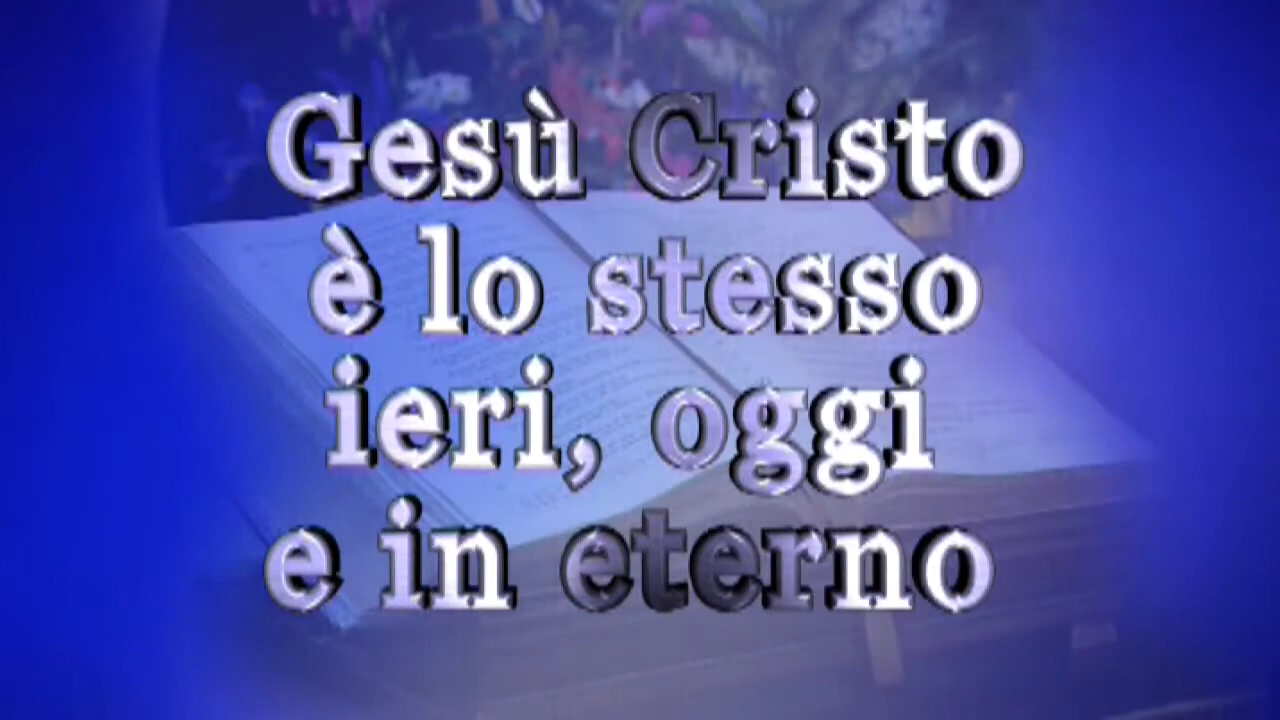 Gesù Cristo
è lo stesso
ieri, oggi
e in eterno